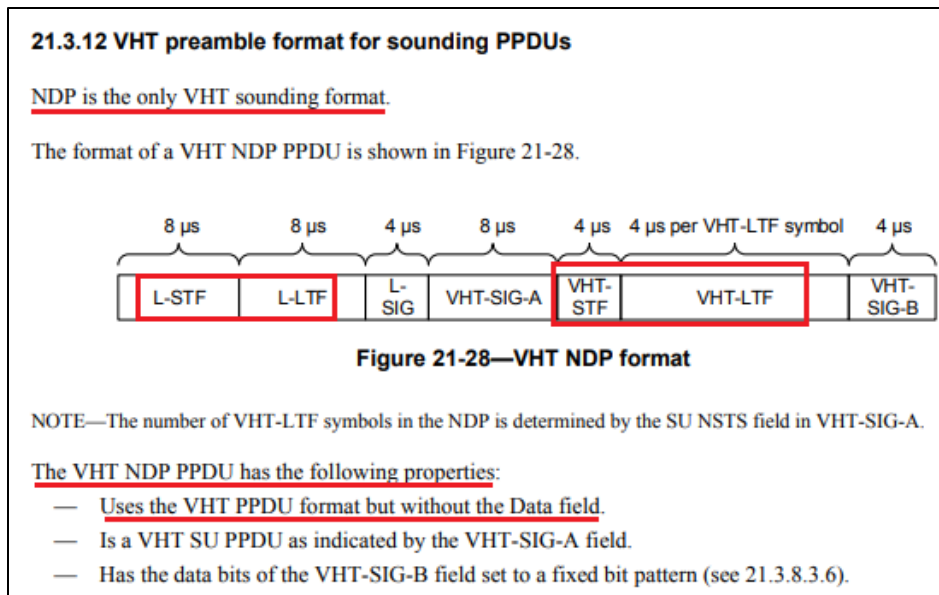 21.3.12 VHT preamble format for sounding PPDUs
NDP is the only VHT sounding format.
The format of a VHT NDP PPDU is shown in Figure 21-28.
8 µs 8 µs 4 µs 8 µs 4 µs 4 µs per VHT-LTF symbol 4 µs
L-STF L-LTF L-SIG VHT-SIG-A VHT-STF VHT-LTF VHT-SIG-B
Figure 21-28—VHT NDP format
NOTE—The number of VHT-LTF symbols in the NDP is determined by the SU NSTS field in VHT-SIG-A.
The VHT NDP PPDU has the following properties:
— Uses the VHT PPDU format but without the Data field.
— Is a VHT SU PPDU as indicated by the VHT-SIG-A field.
— Has the data bits of the VHT-SIG-B field set to a fixed bit pattern (see 21.3.8.3.6).